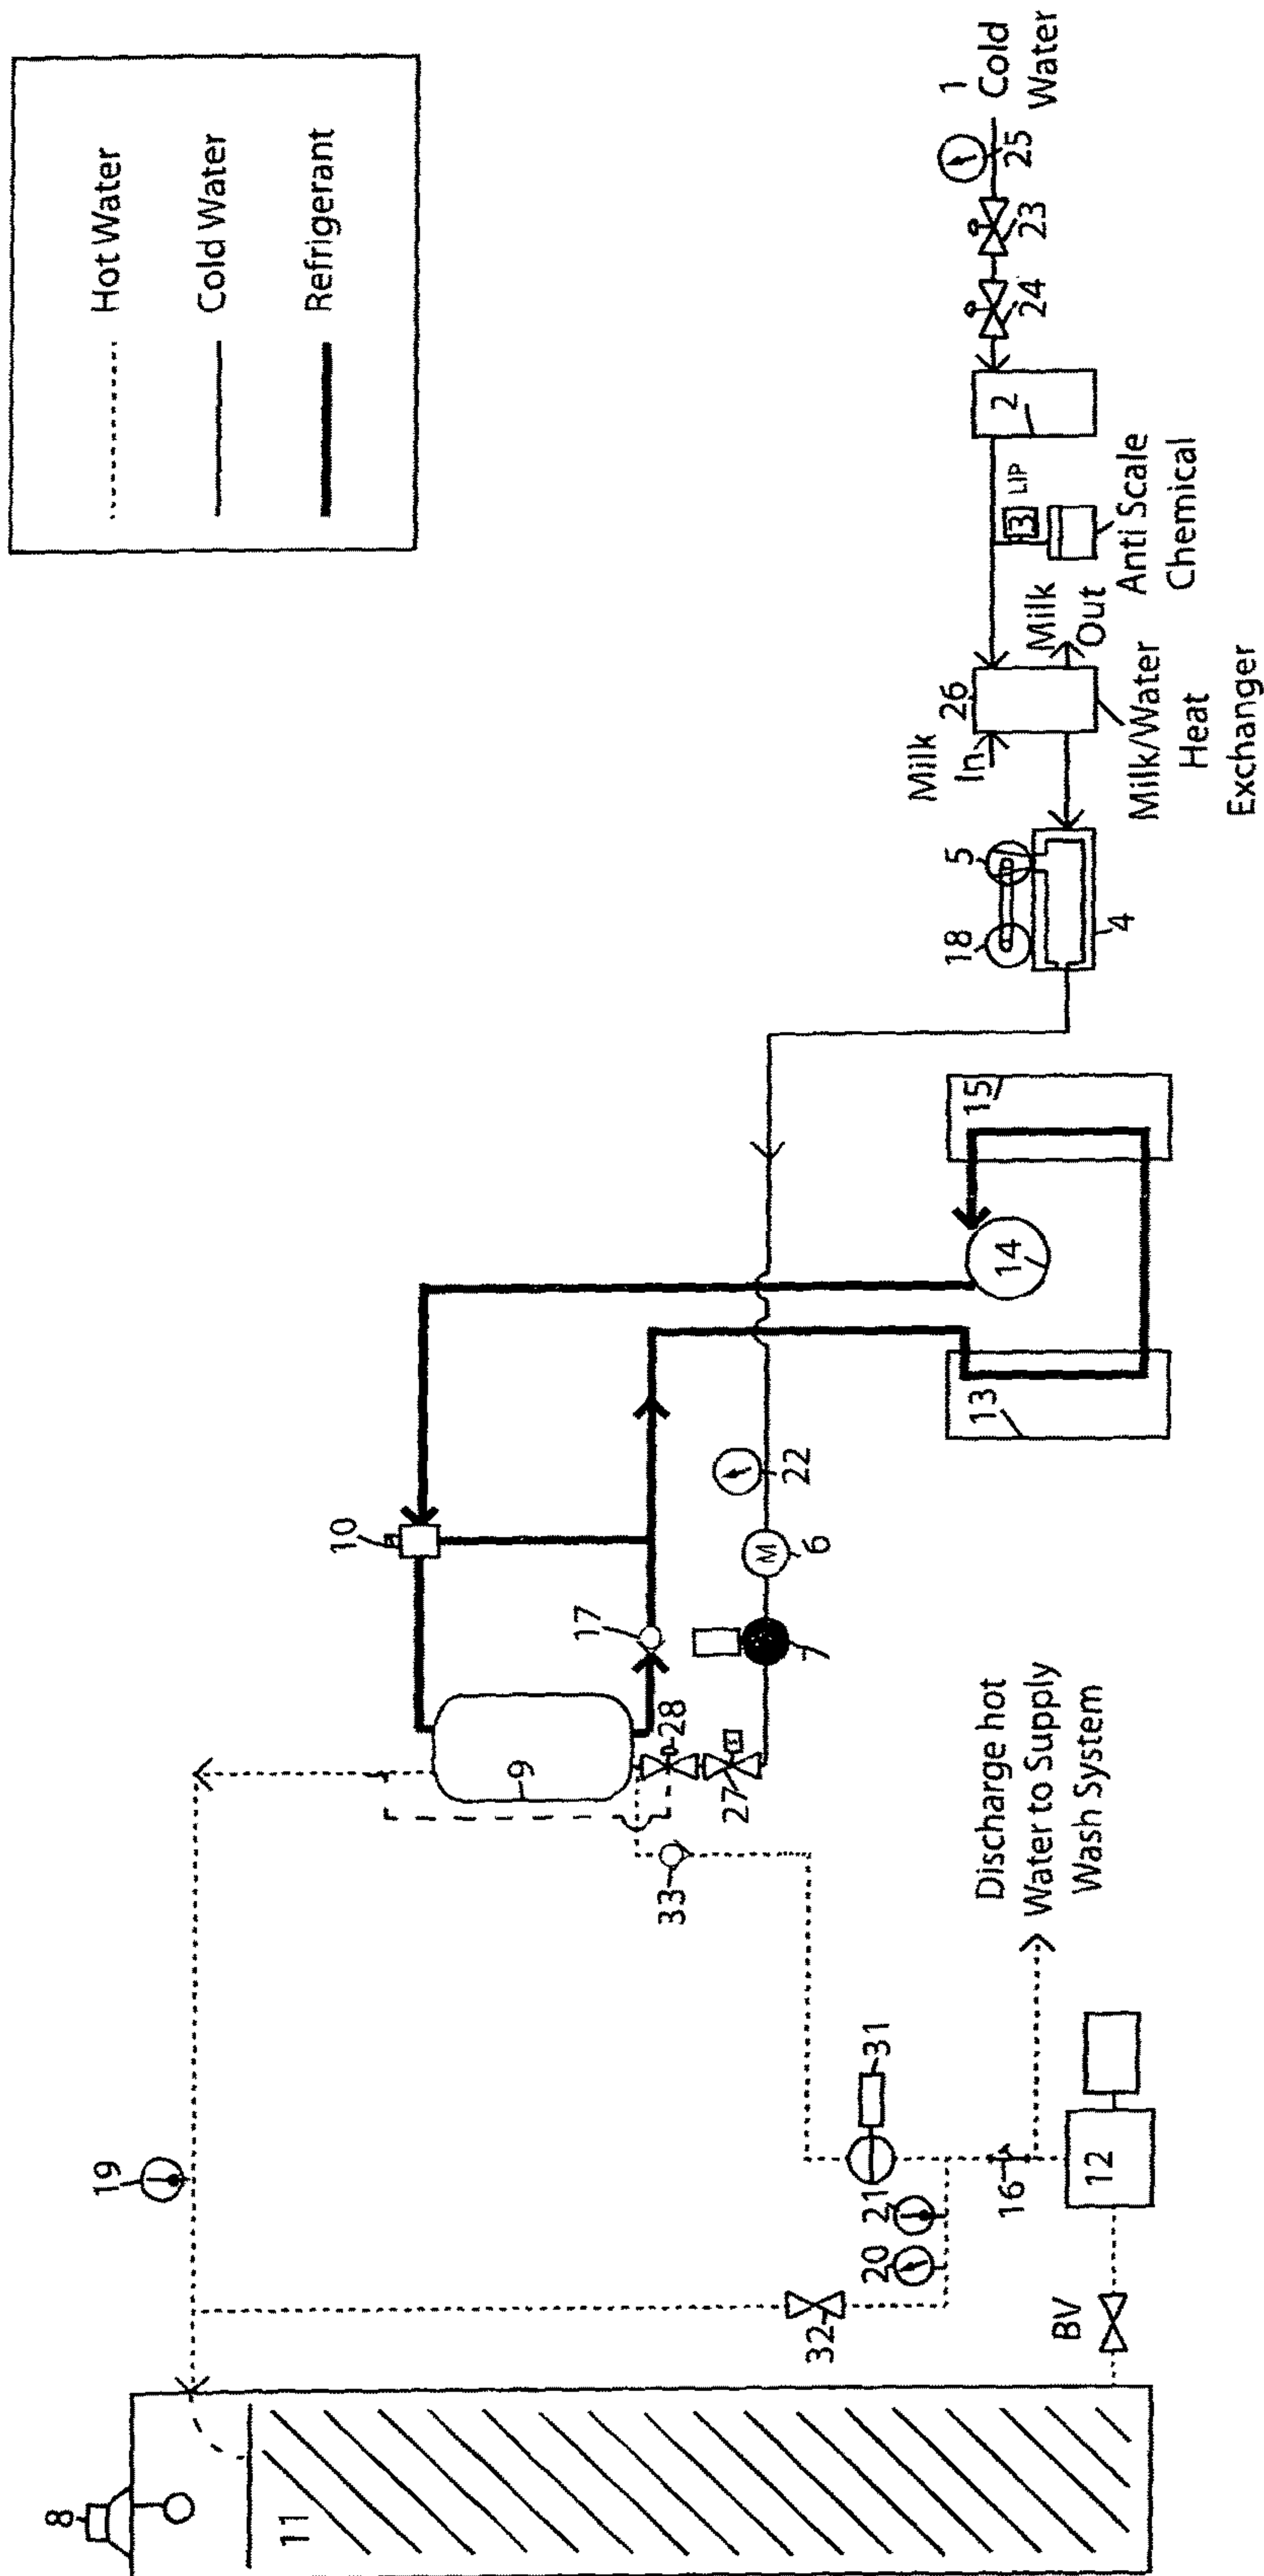 Hot Water
Cold Water
Refrigerant
8
11
19
10
9
17
28
27
7
6
22
33
32
20
21
31
16
12
BV
Discharge hot
Water to Supply
Wash System
13
14
15
18
5
4
Milk
In
26
Milk
Out
Milk/Water
Heat
Exchanger
3
LIP
Anti Scale
Chemical
2
24
23
25
1
Cold
Water